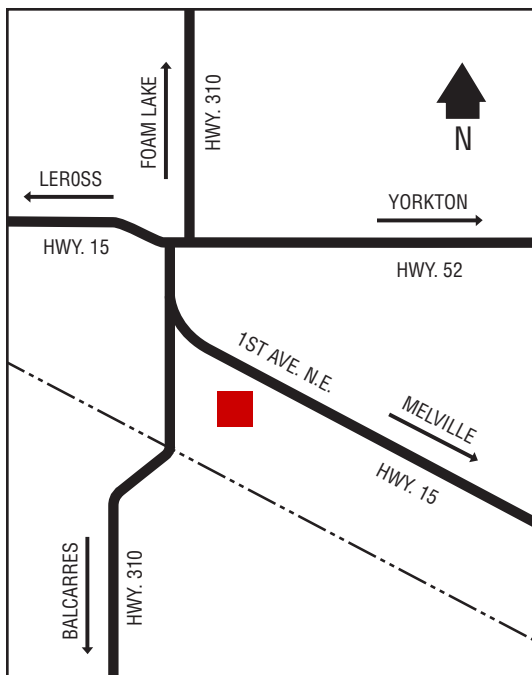 FOAM LAKE
HWY. 310
N
LEROSS
YORKTON
HWY. 15
HWY. 52
1ST AVE. N.E.
MELVILLE
HWY. 15
BALCARRES
HWY. 310